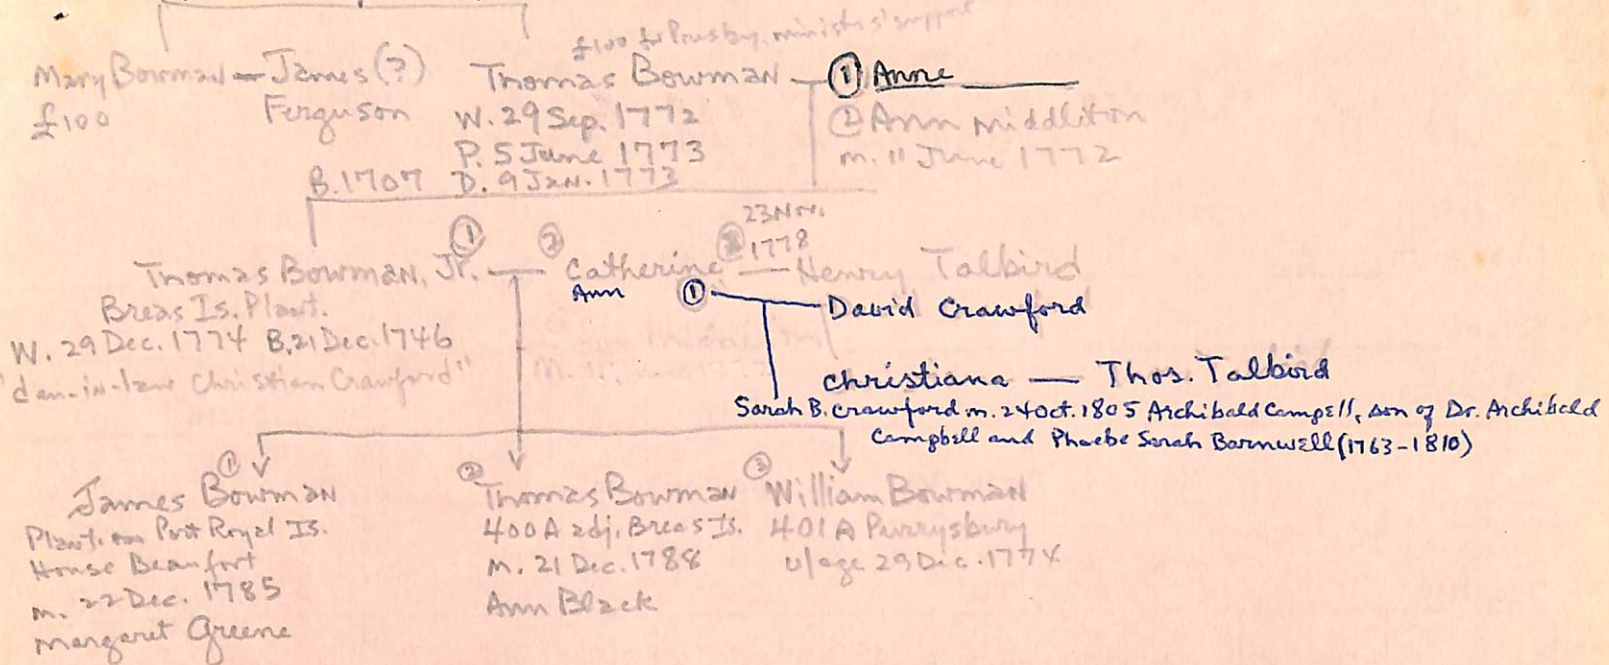 £100 for Presby. ministers' support
Mary Bowman — James (?) Thomas Bowman — ① Anne
£100 Ferguson W. 29 Sep. 1772 ② Ann Middleton
P. 5 June 1773 m. 11 June 1772
B. 1707 D. 9 Jan. 1773
23 Nov.
① ② 1778
Thomas Bowman, Jr. — Catherine — Henry Talbird
Ann ① David Crawford
Breas Is. Plant.
W. 29 Dec. 1774 B. 21 Dec. 1746
"dau-in-law Christian Crawford"
Christiana — Thos. Talbird
Sarah B. Crawford m. 24 Oct. 1805 Archibald Campell, son of Dr. Archibald
Campbell and Phoebe Sarah Barnwell (1763-1810)
① ② ③
James Bowman Thomas Bowman William Bowman
Plant. on Port Royal Is. 400 A adj. Breas Is. 401 A Purrysbury
House Beaufort m. 21 Dec. 1788 u/age 29 Dec. 1774
m. 22 Dec. 1785 Ann Black
Margaret Greene